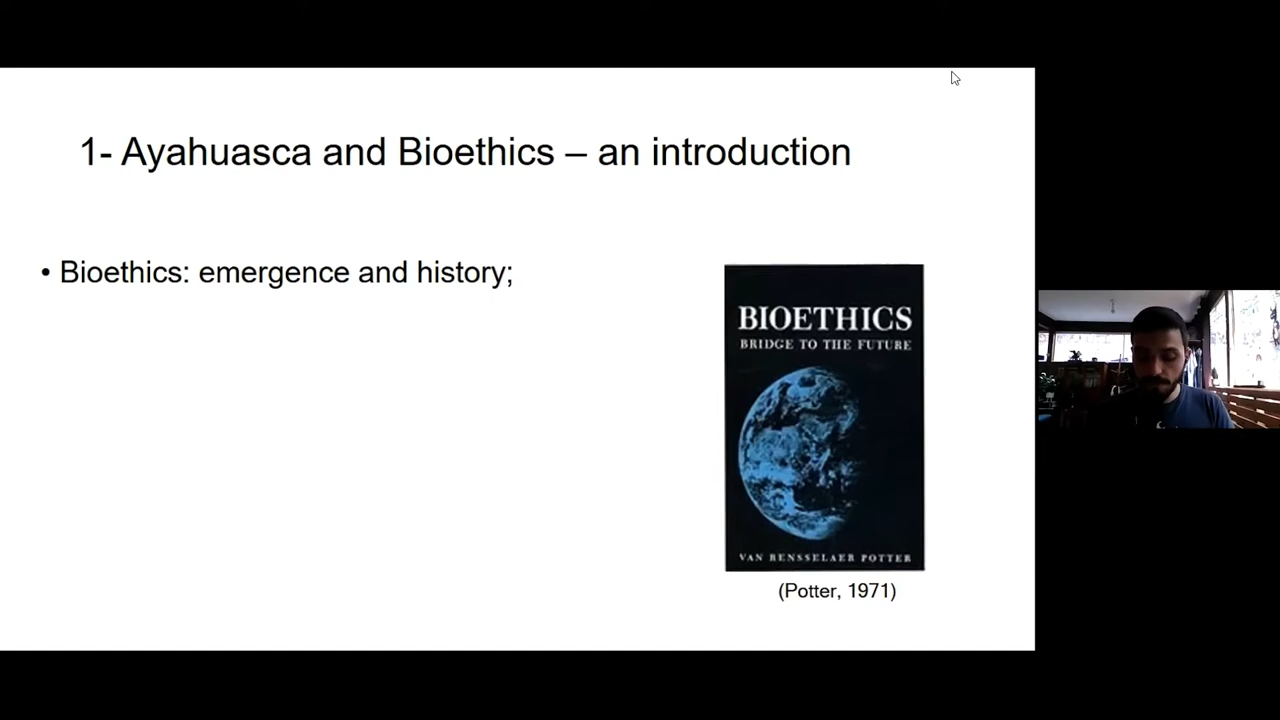 1- Ayahuasca and Bioethics – an introduction
• Bioethics: emergence and history;
BIOETHICS
BRIDGE TO THE FUTURE
VAN RENSSELAER POTTER
(Potter, 1971)